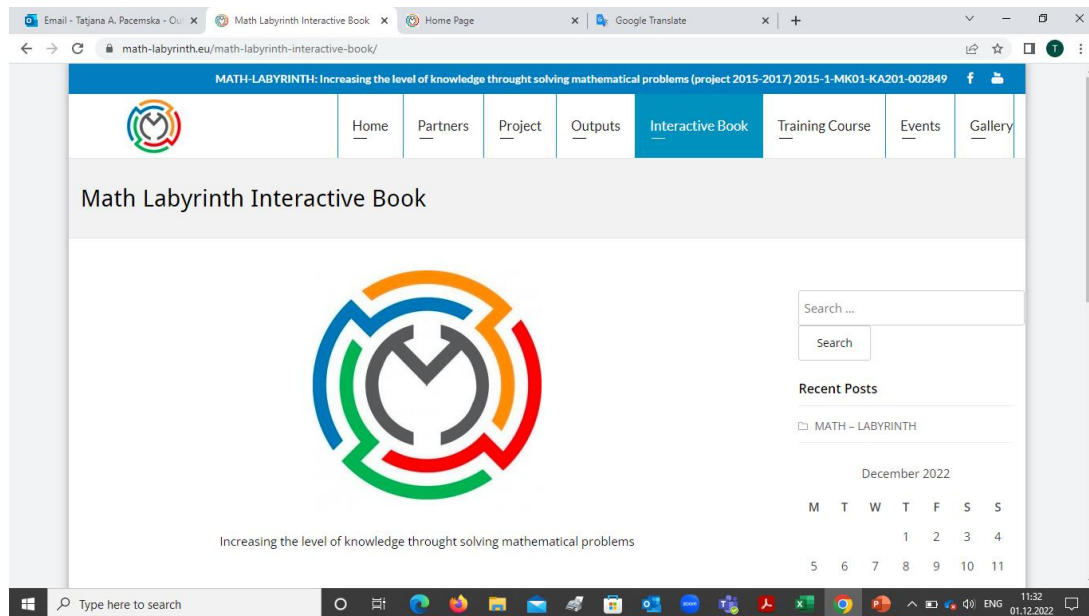 Email - Tatjana A. Pacemska - Ou
Math Labyrinth Interactive Book
Home Page
Google Translate
math-labyrinth.eu/math-labyrinth-interactive-book/
MATH-LABYRINTH: Increasing the level of knowledge throught solving mathematical problems (project 2015-2017) 2015-1-MK01-KA201-002849
Home Partners Project Outputs Interactive Book Training Course Events Gallery
Math Labyrinth Interactive Book
Search ...
Search
Recent Posts
MATH – LABYRINTH
December 2022
M T W T F S S
1 2 3 4
5 6 7 8 9 10 11
Increasing the level of knowledge throught solving mathematical problems
Type here to search
ENG
11:32
01.12.2022